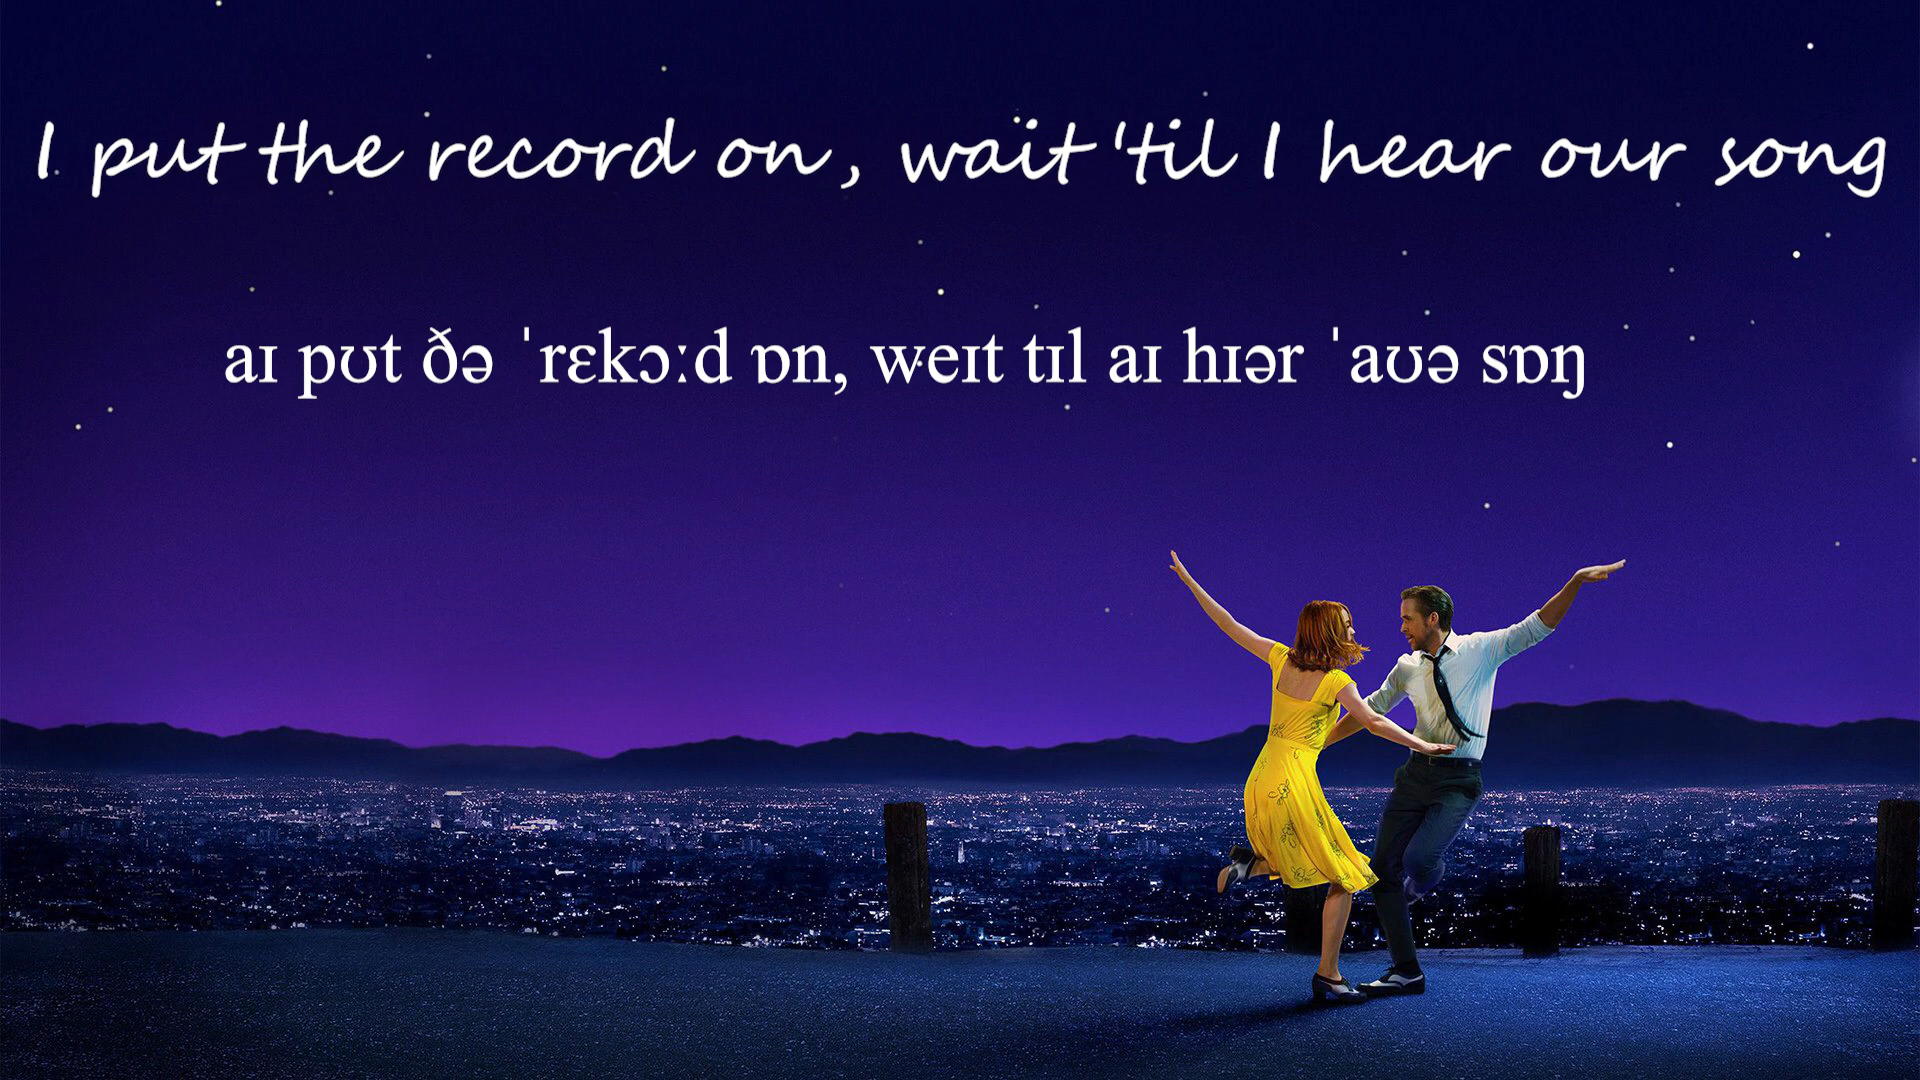 I put the record on, wait 'til I hear our song
aɪ pʊt ðə ˈrɛkɔːd ɒn, weɪt tɪl aɪ hɪər ˈaʊə sɒŋ